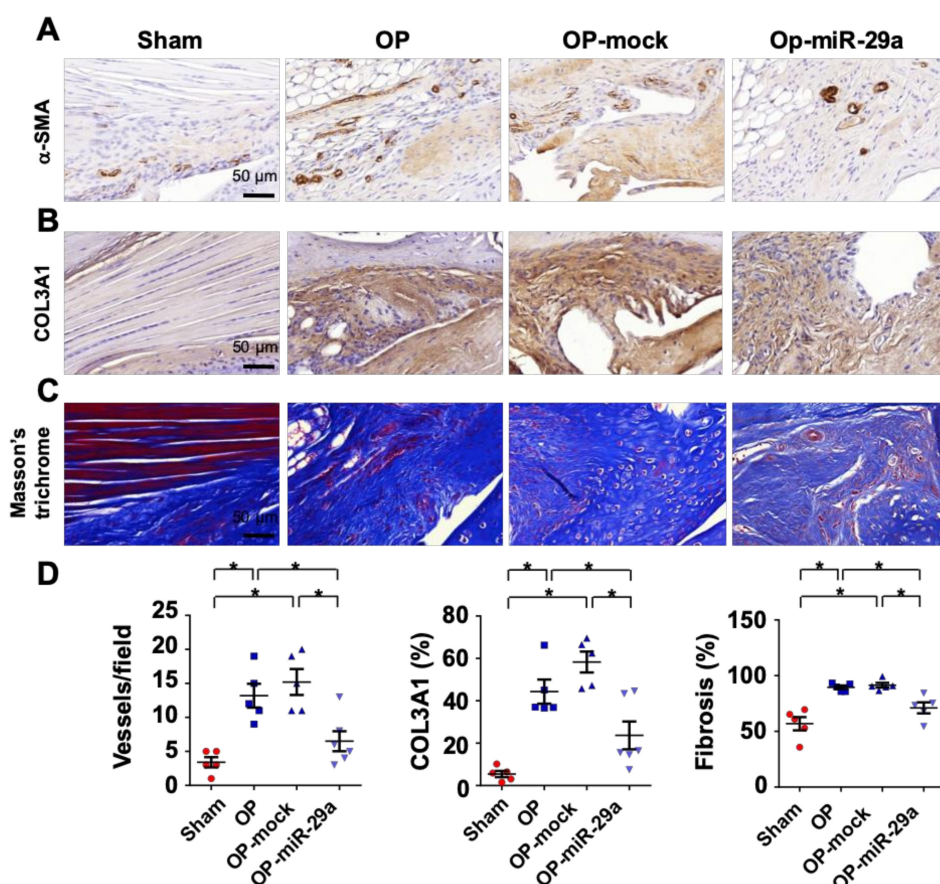 A
Sham
OP
OP-mock
Op-miR-29a
α-SMA
50 µm
B
COL3A1
50 µm
C
Masson's
trichrome
50 µm
D
* *
* *
Vessels/field
25
20
15
10
5
0
Sham
OP
OP-mock
OP-miR-29a
* *
* *
COL3A1 (%)
80
60
40
20
0
Sham
OP
OP-mock
OP-miR-29a
* *
* *
Fibrosis (%)
150
100
50
0
Sham
OP
OP-mock
OP-miR-29a